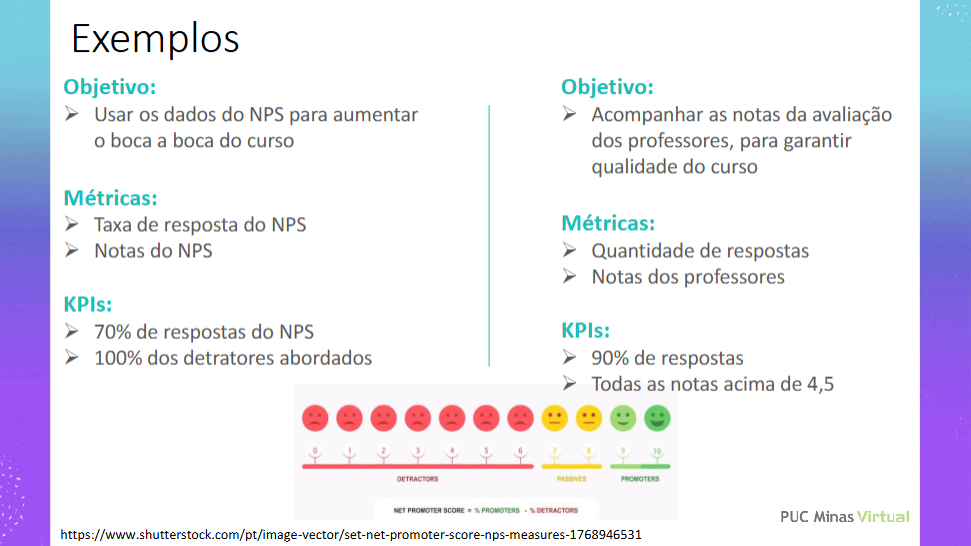 Exemplos
Objetivo:
Usar os dados do NPS para aumentar
o boca a boca do curso
Métricas:
Taxa de resposta do NPS
Notas do NPS
KPIs:
70% de respostas do NPS
100% dos detratores abordados
Objetivo:
Acompanhar as notas da avaliação
dos professores, para garantir
qualidade do curso
Métricas:
Quantidade de respostas
Notas dos professores
KPIs:
90% de respostas
Todas as notas acima de 4,5
0 1 2 3 4 5 6 7 8 9 10
DETRACTORS PASSIVES PROMOTERS
NET PROMOTER SCORE = % PROMOTERS - % DETRACTORS
PUC Minas Virtual
https://www.shutterstock.com/pt/image-vector/set-net-promoter-score-nps-measures-1768946531